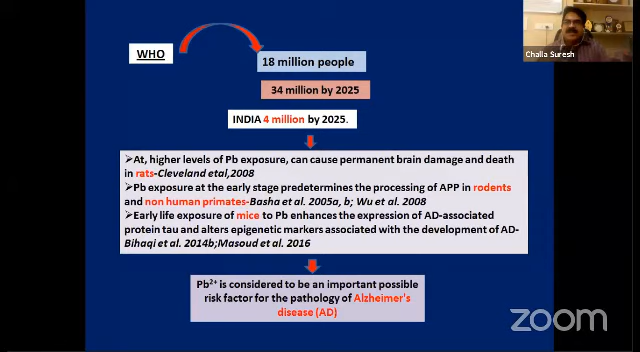 WHO
18 million people
34 million by 2025
INDIA 4 million by 2025.
➢At, higher levels of Pb exposure, can cause permanent brain damage and death
in rats-Cleveland etal,2008
➢Pb exposure at the early stage predetermines the processing of APP in rodents
and non human primates-Basha et al. 2005a, b; Wu et al. 2008
➢Early life exposure of mice to Pb enhances the expression of AD-associated
protein tau and alters epigenetic markers associated with the development of AD-
Bihaqi et al. 2014b;Masoud et al. 2016
Pb2+ is considered to be an important possible
risk factor for the pathology of Alzheimer's
disease (AD)
Challa Suresh
zoom